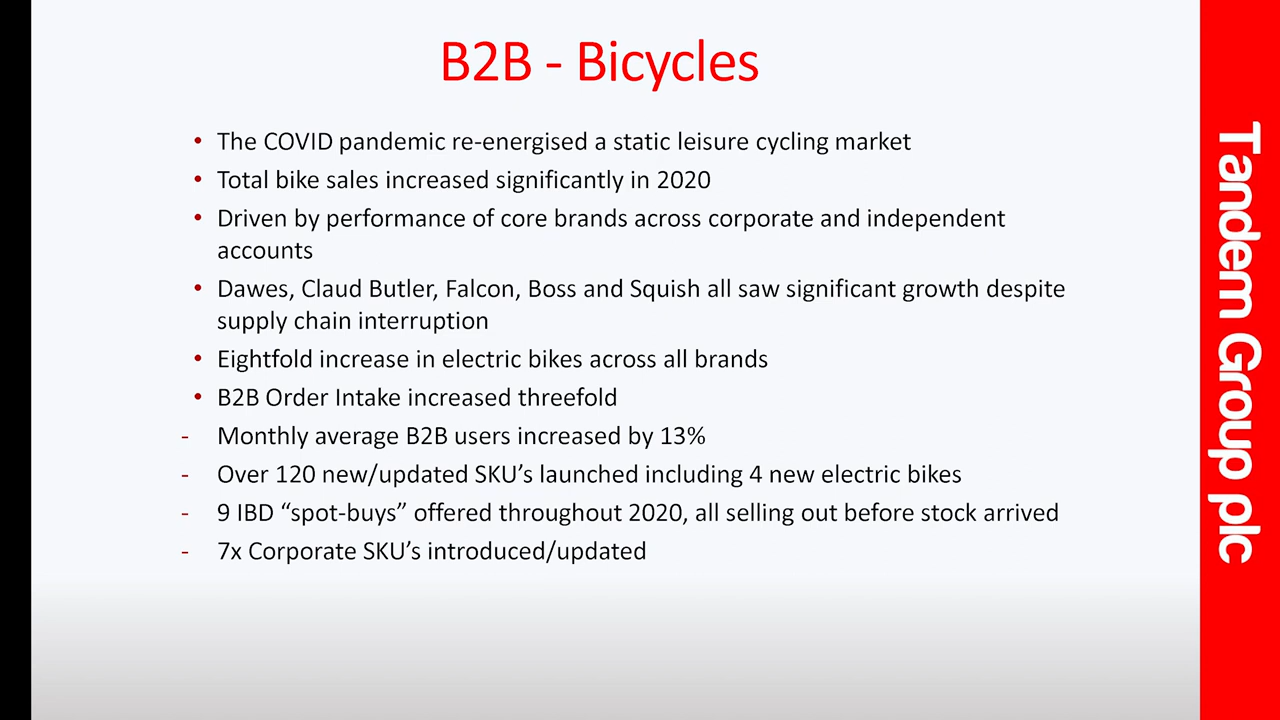 B2B - Bicycles
• The COVID pandemic re-energised a static leisure cycling market
• Total bike sales increased significantly in 2020
• Driven by performance of core brands across corporate and independent
accounts
• Dawes, Claud Butler, Falcon, Boss and Squish all saw significant growth despite
supply chain interruption
• Eightfold increase in electric bikes across all brands
• B2B Order Intake increased threefold
- Monthly average B2B users increased by 13%
- Over 120 new/updated SKU’s launched including 4 new electric bikes
- 9 IBD “spot-buys” offered throughout 2020, all selling out before stock arrived
- 7x Corporate SKU’s introduced/updated
Tandem Group plc